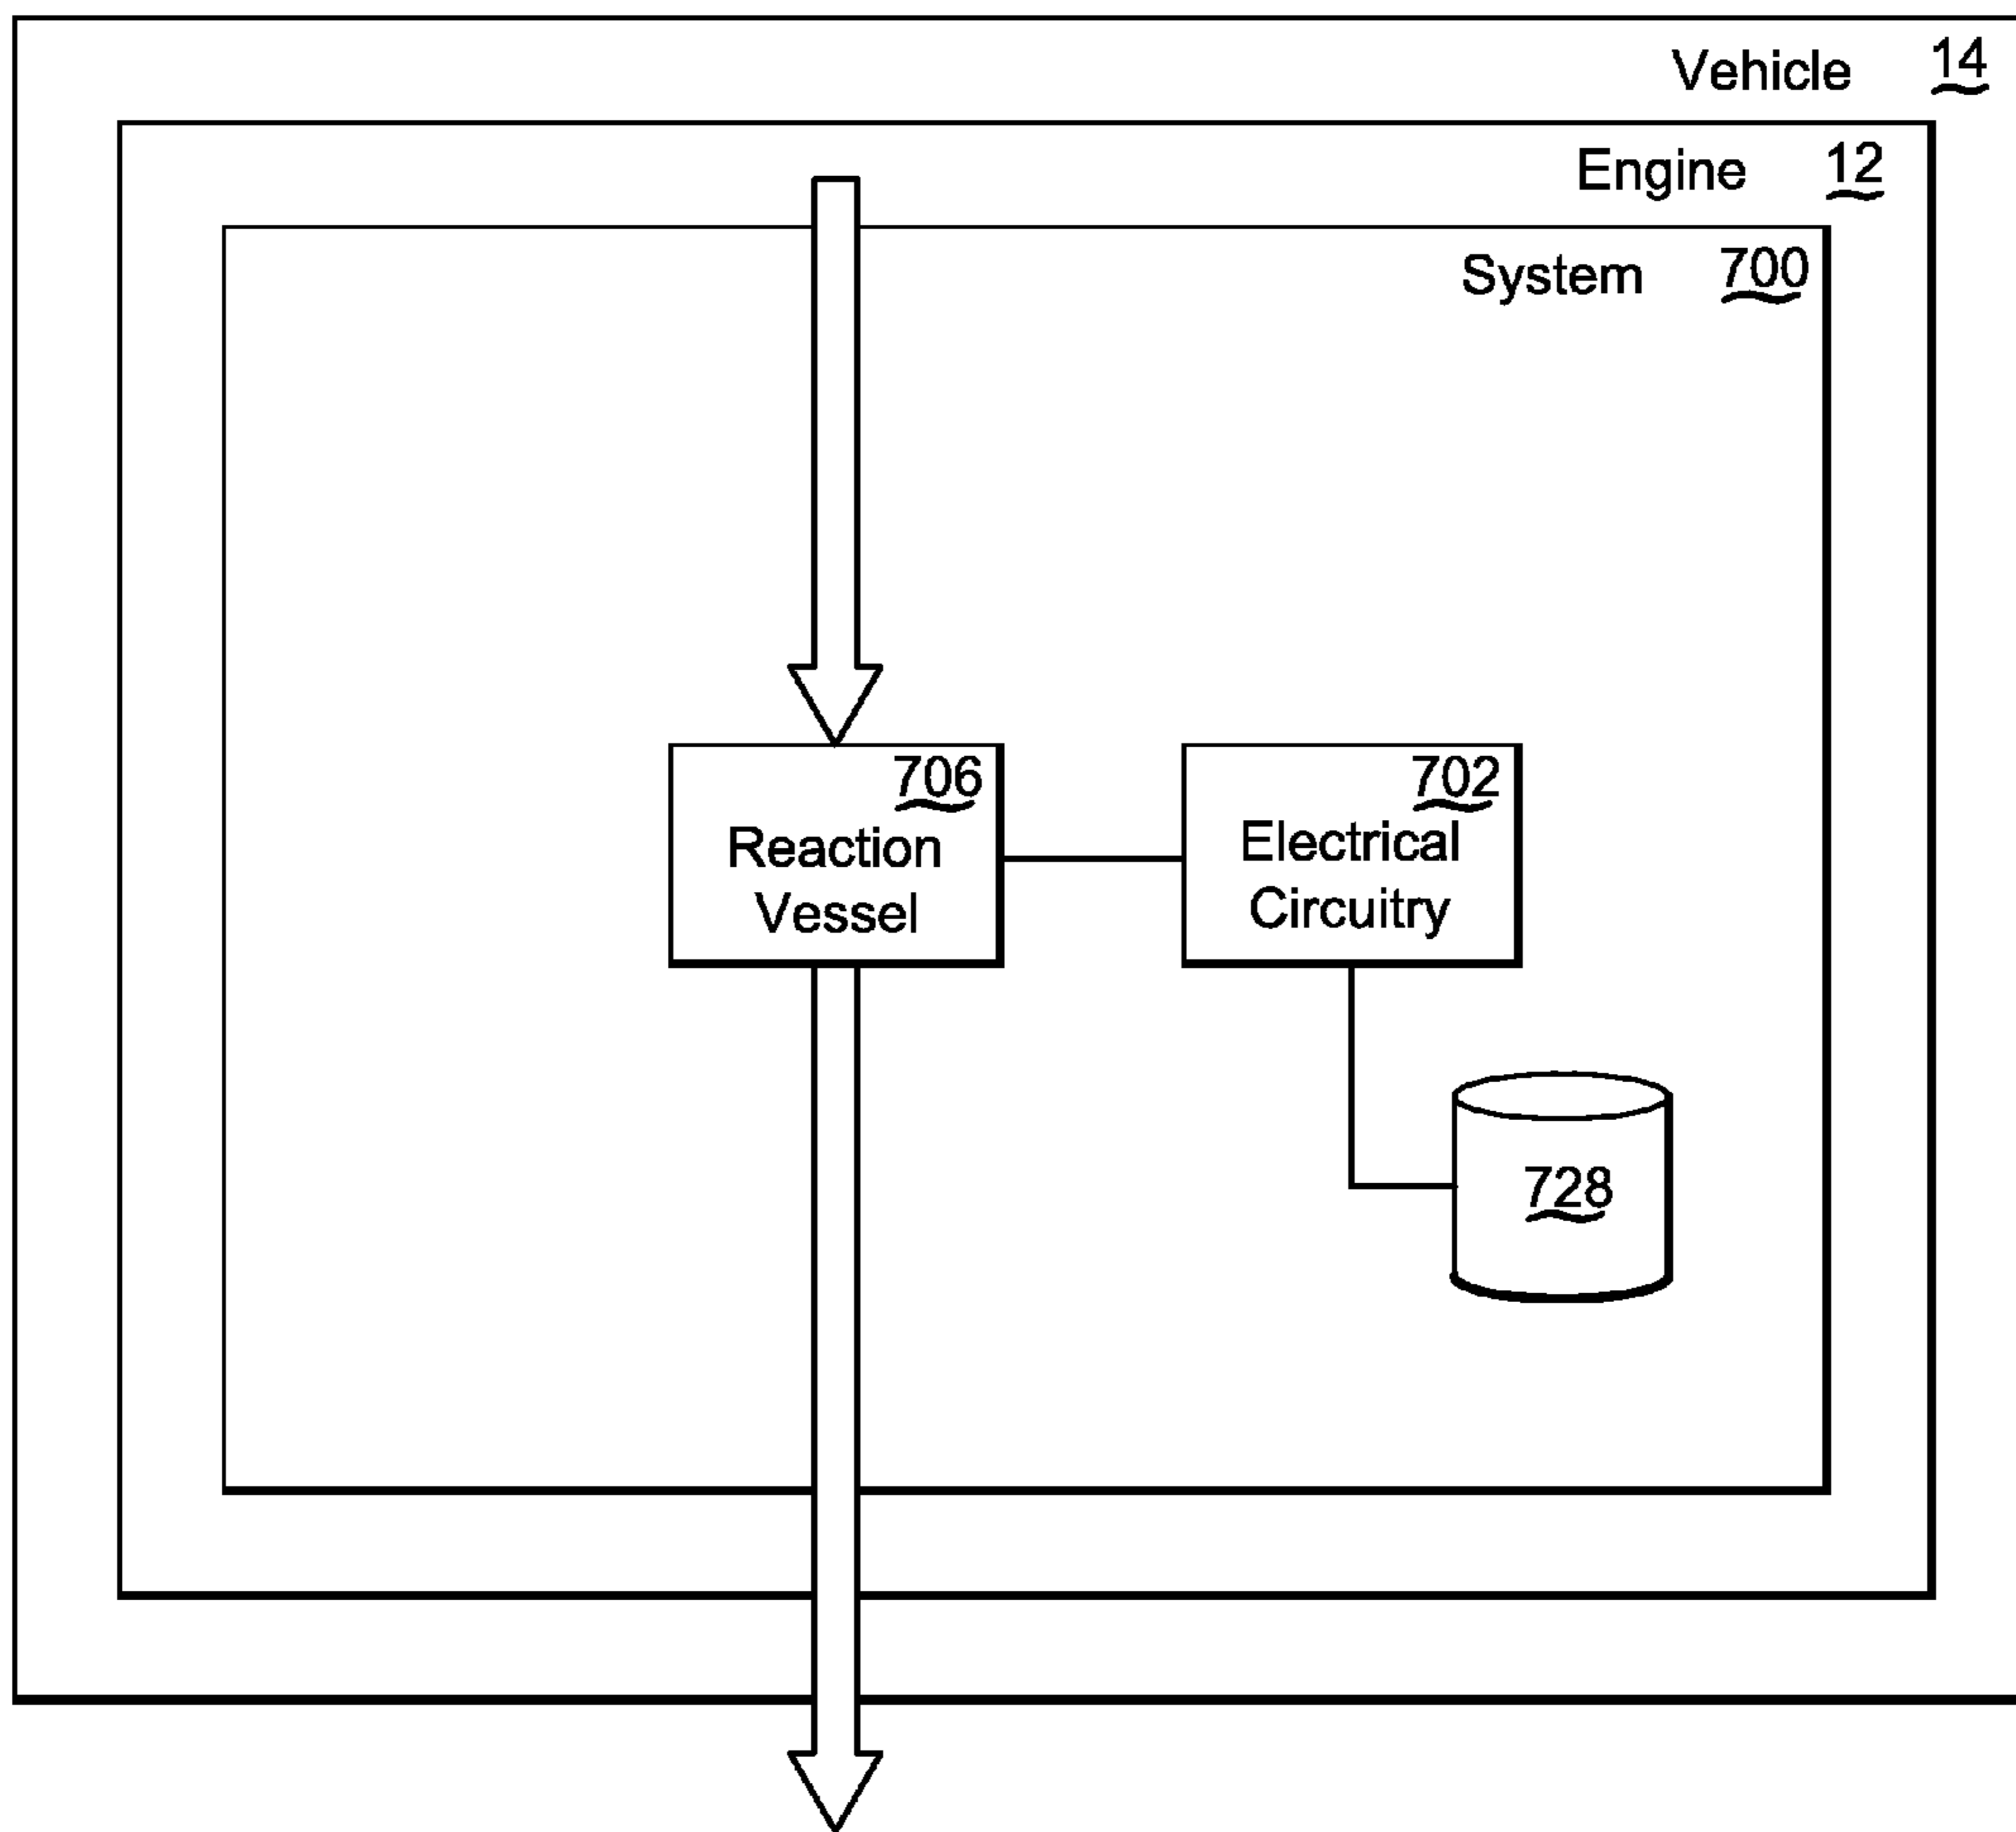 Vehicle 14
Engine 12
System 700
706
Reaction
Vessel
702
Electrical
Circuitry
728